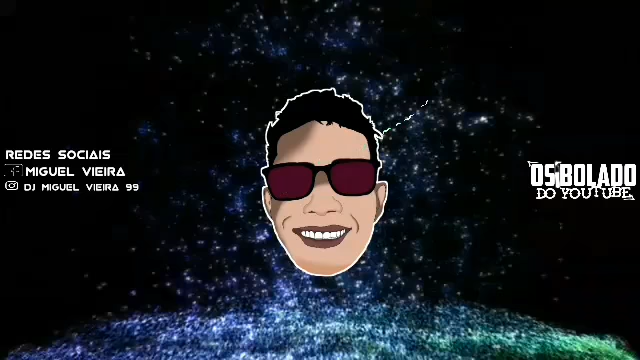 REDES SOCIAIS
MIGUEL VIEIRA
DJ MIGUEL VIEIRA 99
OS BOLADO
DO YOUTUBE